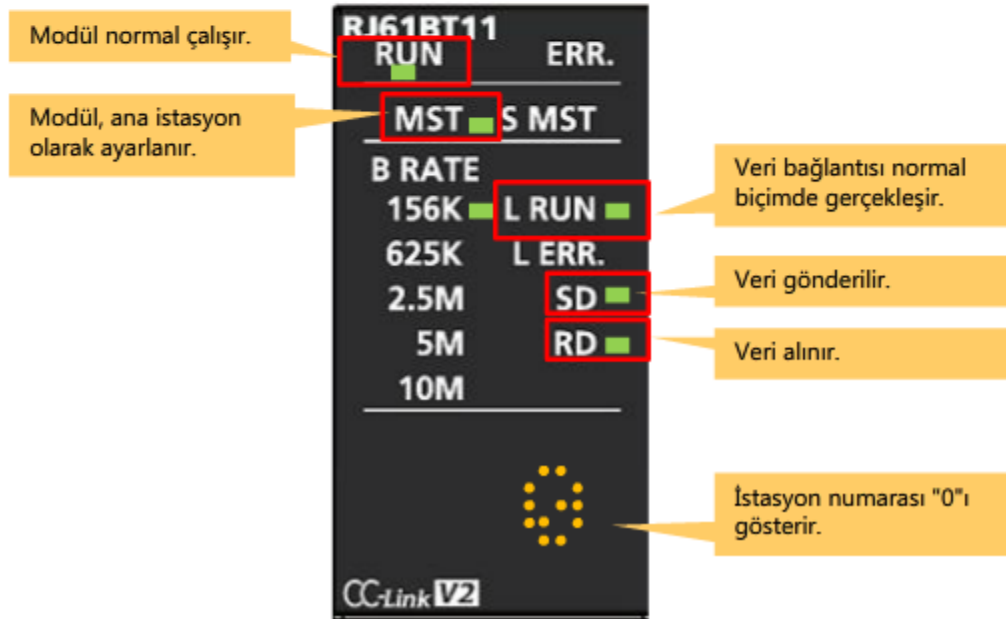 Modül normal çalışır.
Modül, ana istasyon
olarak ayarlanır.
RJ61BT11
RUN ERR.
MST S MST
B RATE
156K L RUN
625K L ERR.
2.5M SD
5M RD
10M
0
CC-Link V2
Veri bağlantısı normal
biçimde gerçekleşir.
Veri gönderilir.
Veri alınır.
İstasyon numarası "0"ı
gösterir.